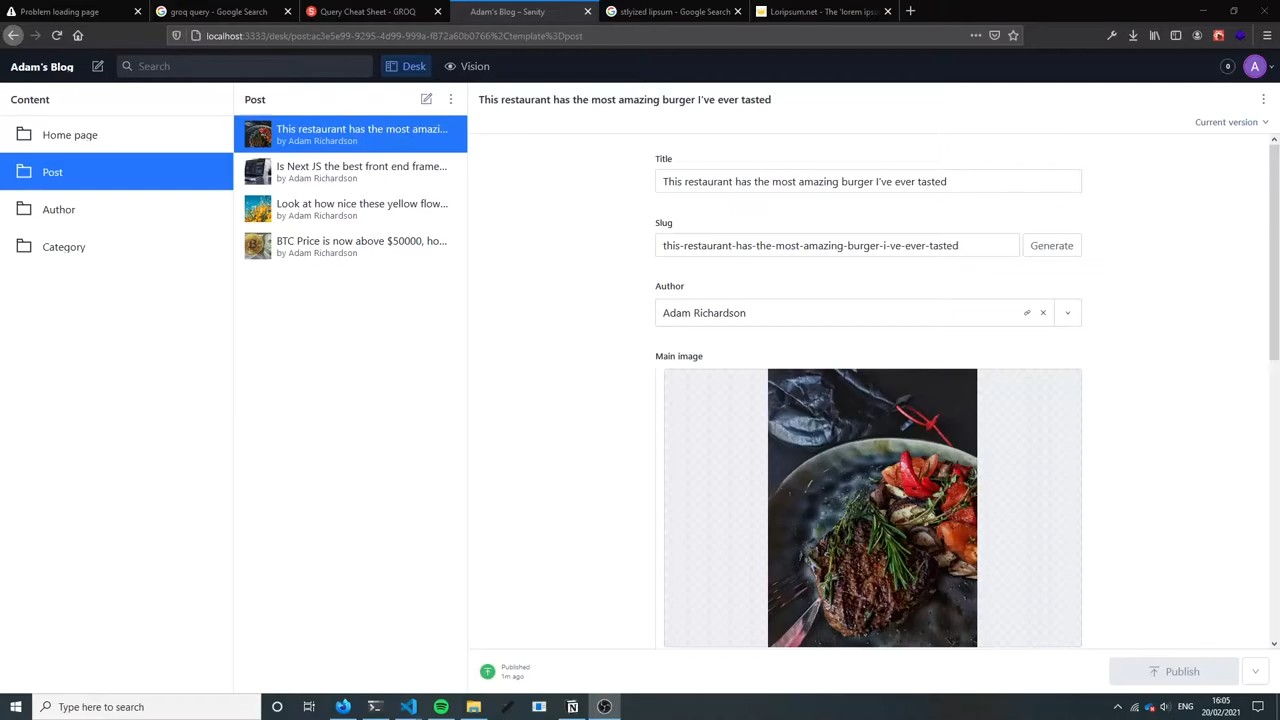 Problem loading page
groq query - Google Search
Query Cheat Sheet - GROQ
Adam's Blog – Sanity
stlyized lipsum - Google Search
Loripsum.net - The 'lorem ipsu
localhost:3333/desk/post;ac3e5e99-9295-4d99-999a-f872a60b0766%2Ctemplate%3Dpost
Adam's Blog
Search
Desk
Vision
0
A
Content
Home page
Post
Author
Category
Post
This restaurant has the most amazi...
by Adam Richardson
Is Next JS the best front end frame...
by Adam Richardson
Look at how nice these yellow flow...
by Adam Richardson
BTC Price is now above $50000, ho...
by Adam Richardson
This restaurant has the most amazing burger I've ever tasted
Current version
Title
This restaurant has the most amazing burger I've ever tasted
Slug
this-restaurant-has-the-most-amazing-burger-i-ve-ever-tasted
Generate
Author
Adam Richardson
Main image
Published
1m ago
Publish
Type here to search
ENG
16:05
20/02/2021